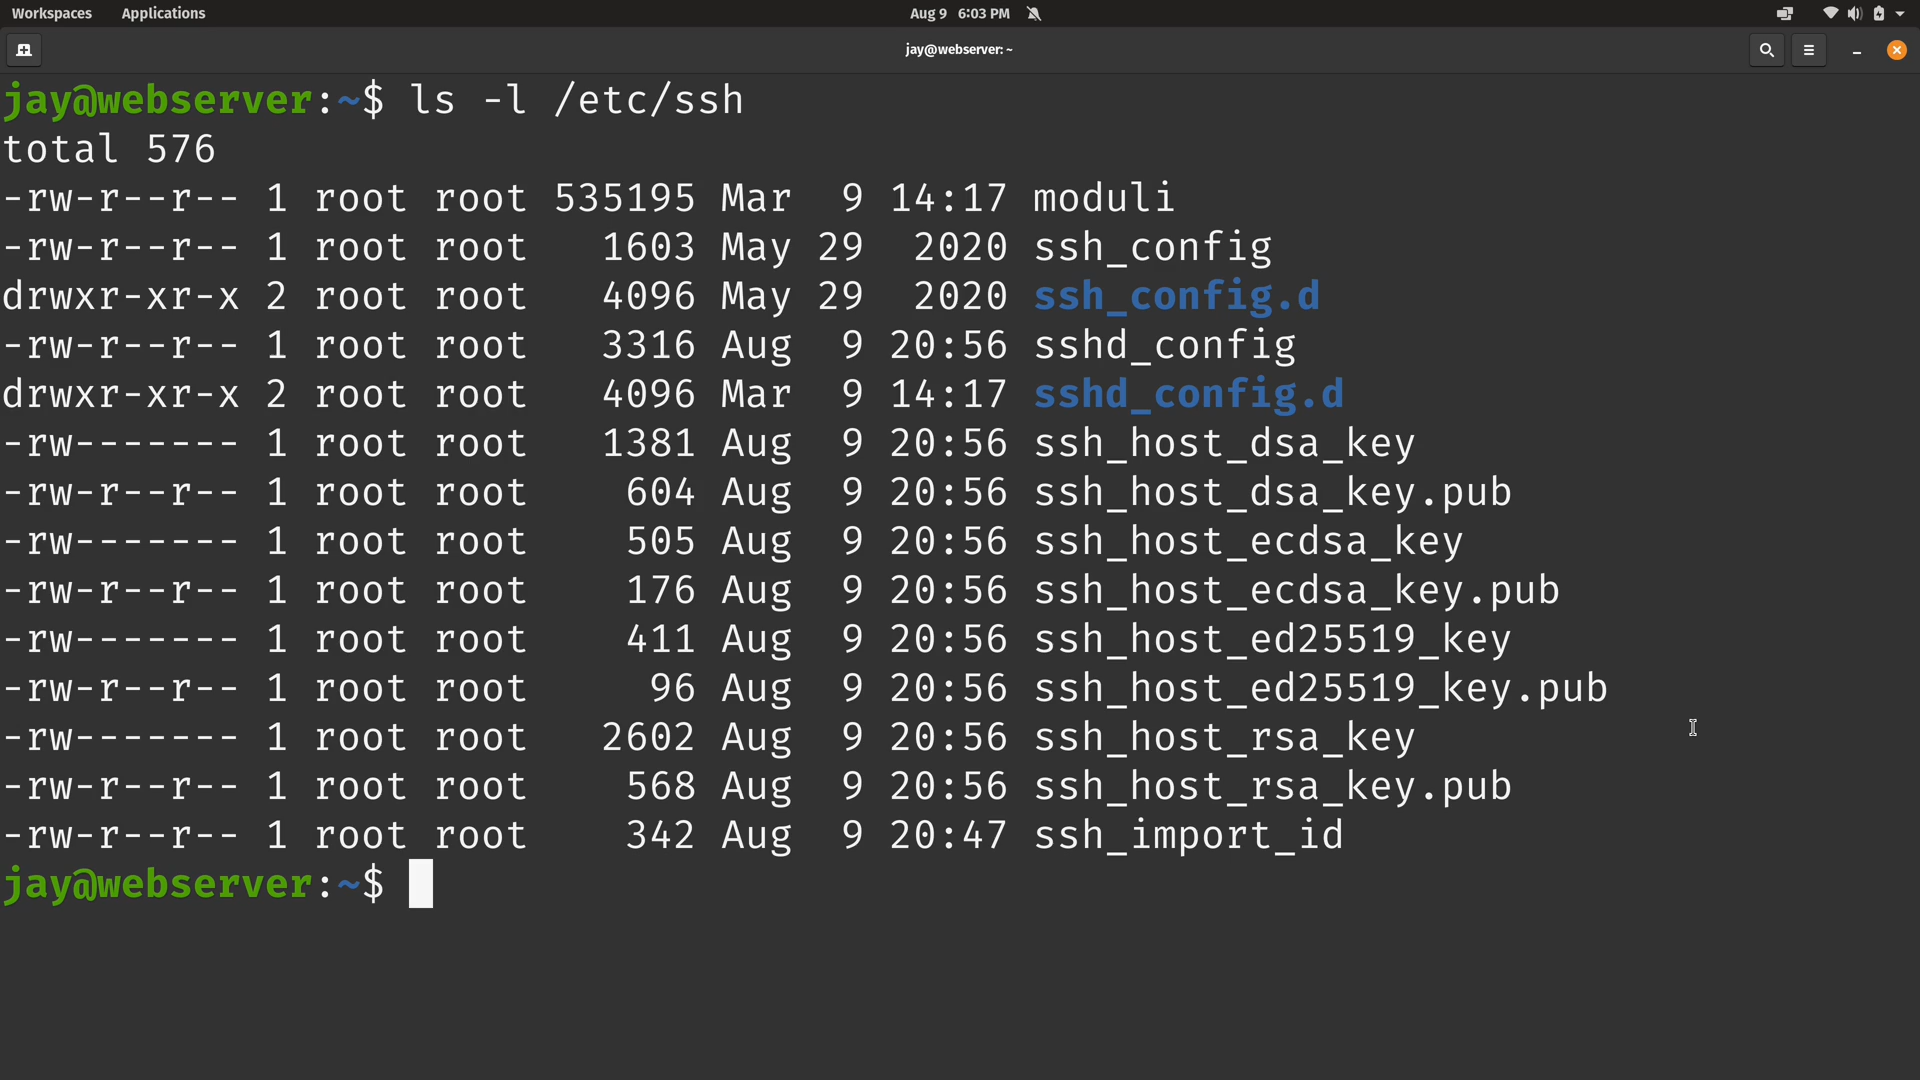 Workspaces Applications Aug 9 6:03 PM
jay@webserver: ~
jay@webserver:~$ ls -l /etc/ssh
total 576
-rw-r--r-- 1 root root 535195 Mar  9 14:17 moduli
-rw-r--r-- 1 root root   1603 May 29  2020 ssh_config
drwxr-xr-x 2 root root   4096 May 29  2020 ssh_config.d
-rw-r--r-- 1 root root   3316 Aug  9 20:56 sshd_config
drwxr-xr-x 2 root root   4096 Mar  9 14:17 sshd_config.d
-rw------- 1 root root   1381 Aug  9 20:56 ssh_host_dsa_key
-rw-r--r-- 1 root root    604 Aug  9 20:56 ssh_host_dsa_key.pub
-rw------- 1 root root    505 Aug  9 20:56 ssh_host_ecdsa_key
-rw-r--r-- 1 root root    176 Aug  9 20:56 ssh_host_ecdsa_key.pub
-rw------- 1 root root    411 Aug  9 20:56 ssh_host_ed25519_key
-rw-r--r-- 1 root root     96 Aug  9 20:56 ssh_host_ed25519_key.pub
-rw------- 1 root root   2602 Aug  9 20:56 ssh_host_rsa_key
-rw-r--r-- 1 root root    568 Aug  9 20:56 ssh_host_rsa_key.pub
-rw-r--r-- 1 root root    342 Aug  9 20:47 ssh_import_id
jay@webserver:~$